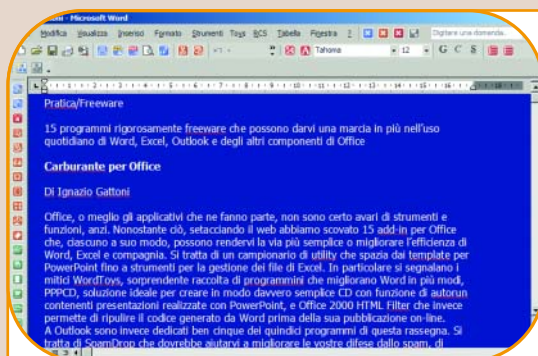 - Microsoft Word
Modifica Visualizza Inserisci Formato Strumenti Toys BCS Tabella Finestra ? Digitare una domanda.
Tahoma 12 G C S
Pratica/Freeware
15 programmi rigorosamente freeware che possono darvi una marcia in più nell'uso
quotidiano di Word, Excel, Outlook e degli altri componenti di Office
Carburante per Office
Di Ignazio Gattoni
Office, o meglio gli applicativi che ne fanno parte, non sono certo avari di strumenti e
funzioni, anzi. Nonostante ciò, setacciando il web abbiamo scovato 15 add-in per Office
che, ciascuno a suo modo, possono rendervi la via più semplice o migliorare l'efficienza di
Word, Excel e compagnia. Si tratta di un campionario di utility che spazia dai template per
PowerPoint fino a strumenti per la gestione dei file di Excel. In particolare si segnalano i
mitici WordToys, sorprendente raccolta di programmini che migliorano Word in più modi,
PPPCD, soluzione ideale per creare in modo davvero semplice CD con funzione di autorun
contenenti presentazioni realizzate con PowerPoint, e Office 2000 HTML Filter che invece
permette di ripulire il codice generato da Word prima della sua pubblicazione on-line.
A Outlook sono invece dedicati ben cinque dei quindici programmi di questa rassegna. Si
tratta di SpamDrop che dovrebbe aiutarvi a migliorare le vostre difese dallo spam, di